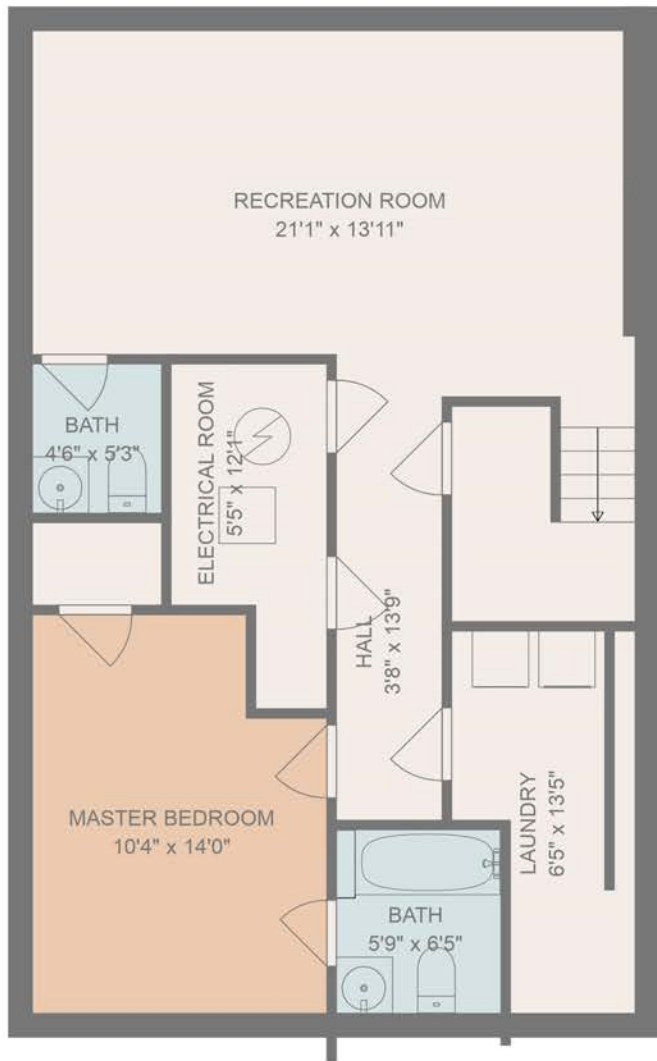 RECREATION ROOM
21'1" x 13'11"
BATH
4'6" x 5'3"
ELECTRICAL ROOM
5'5" x 12'1"
HALL
3'8" x 13'9"
MASTER BEDROOM
10'4" x 14'0"
LAUNDRY
6'5" x 13'5"
BATH
5'9" x 6'5"